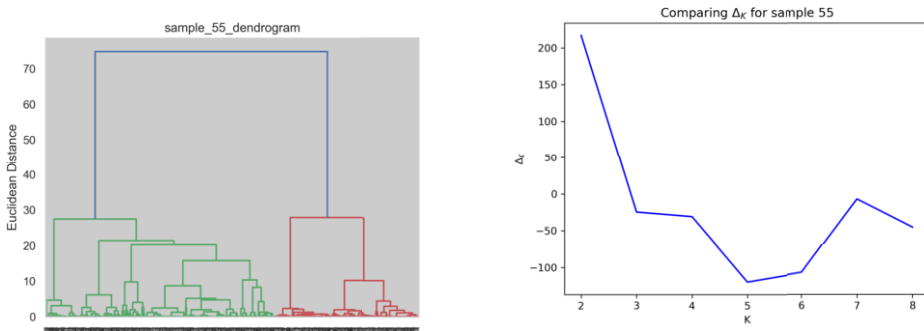 sample_55_dendrogram
Euclidean Distance
70
60
50
40
30
20
10
0
Comparing Δ_K for sample 55
Δ_K
200
150
100
50
0
−50
−100
2 3 4 5 6 7 8
K